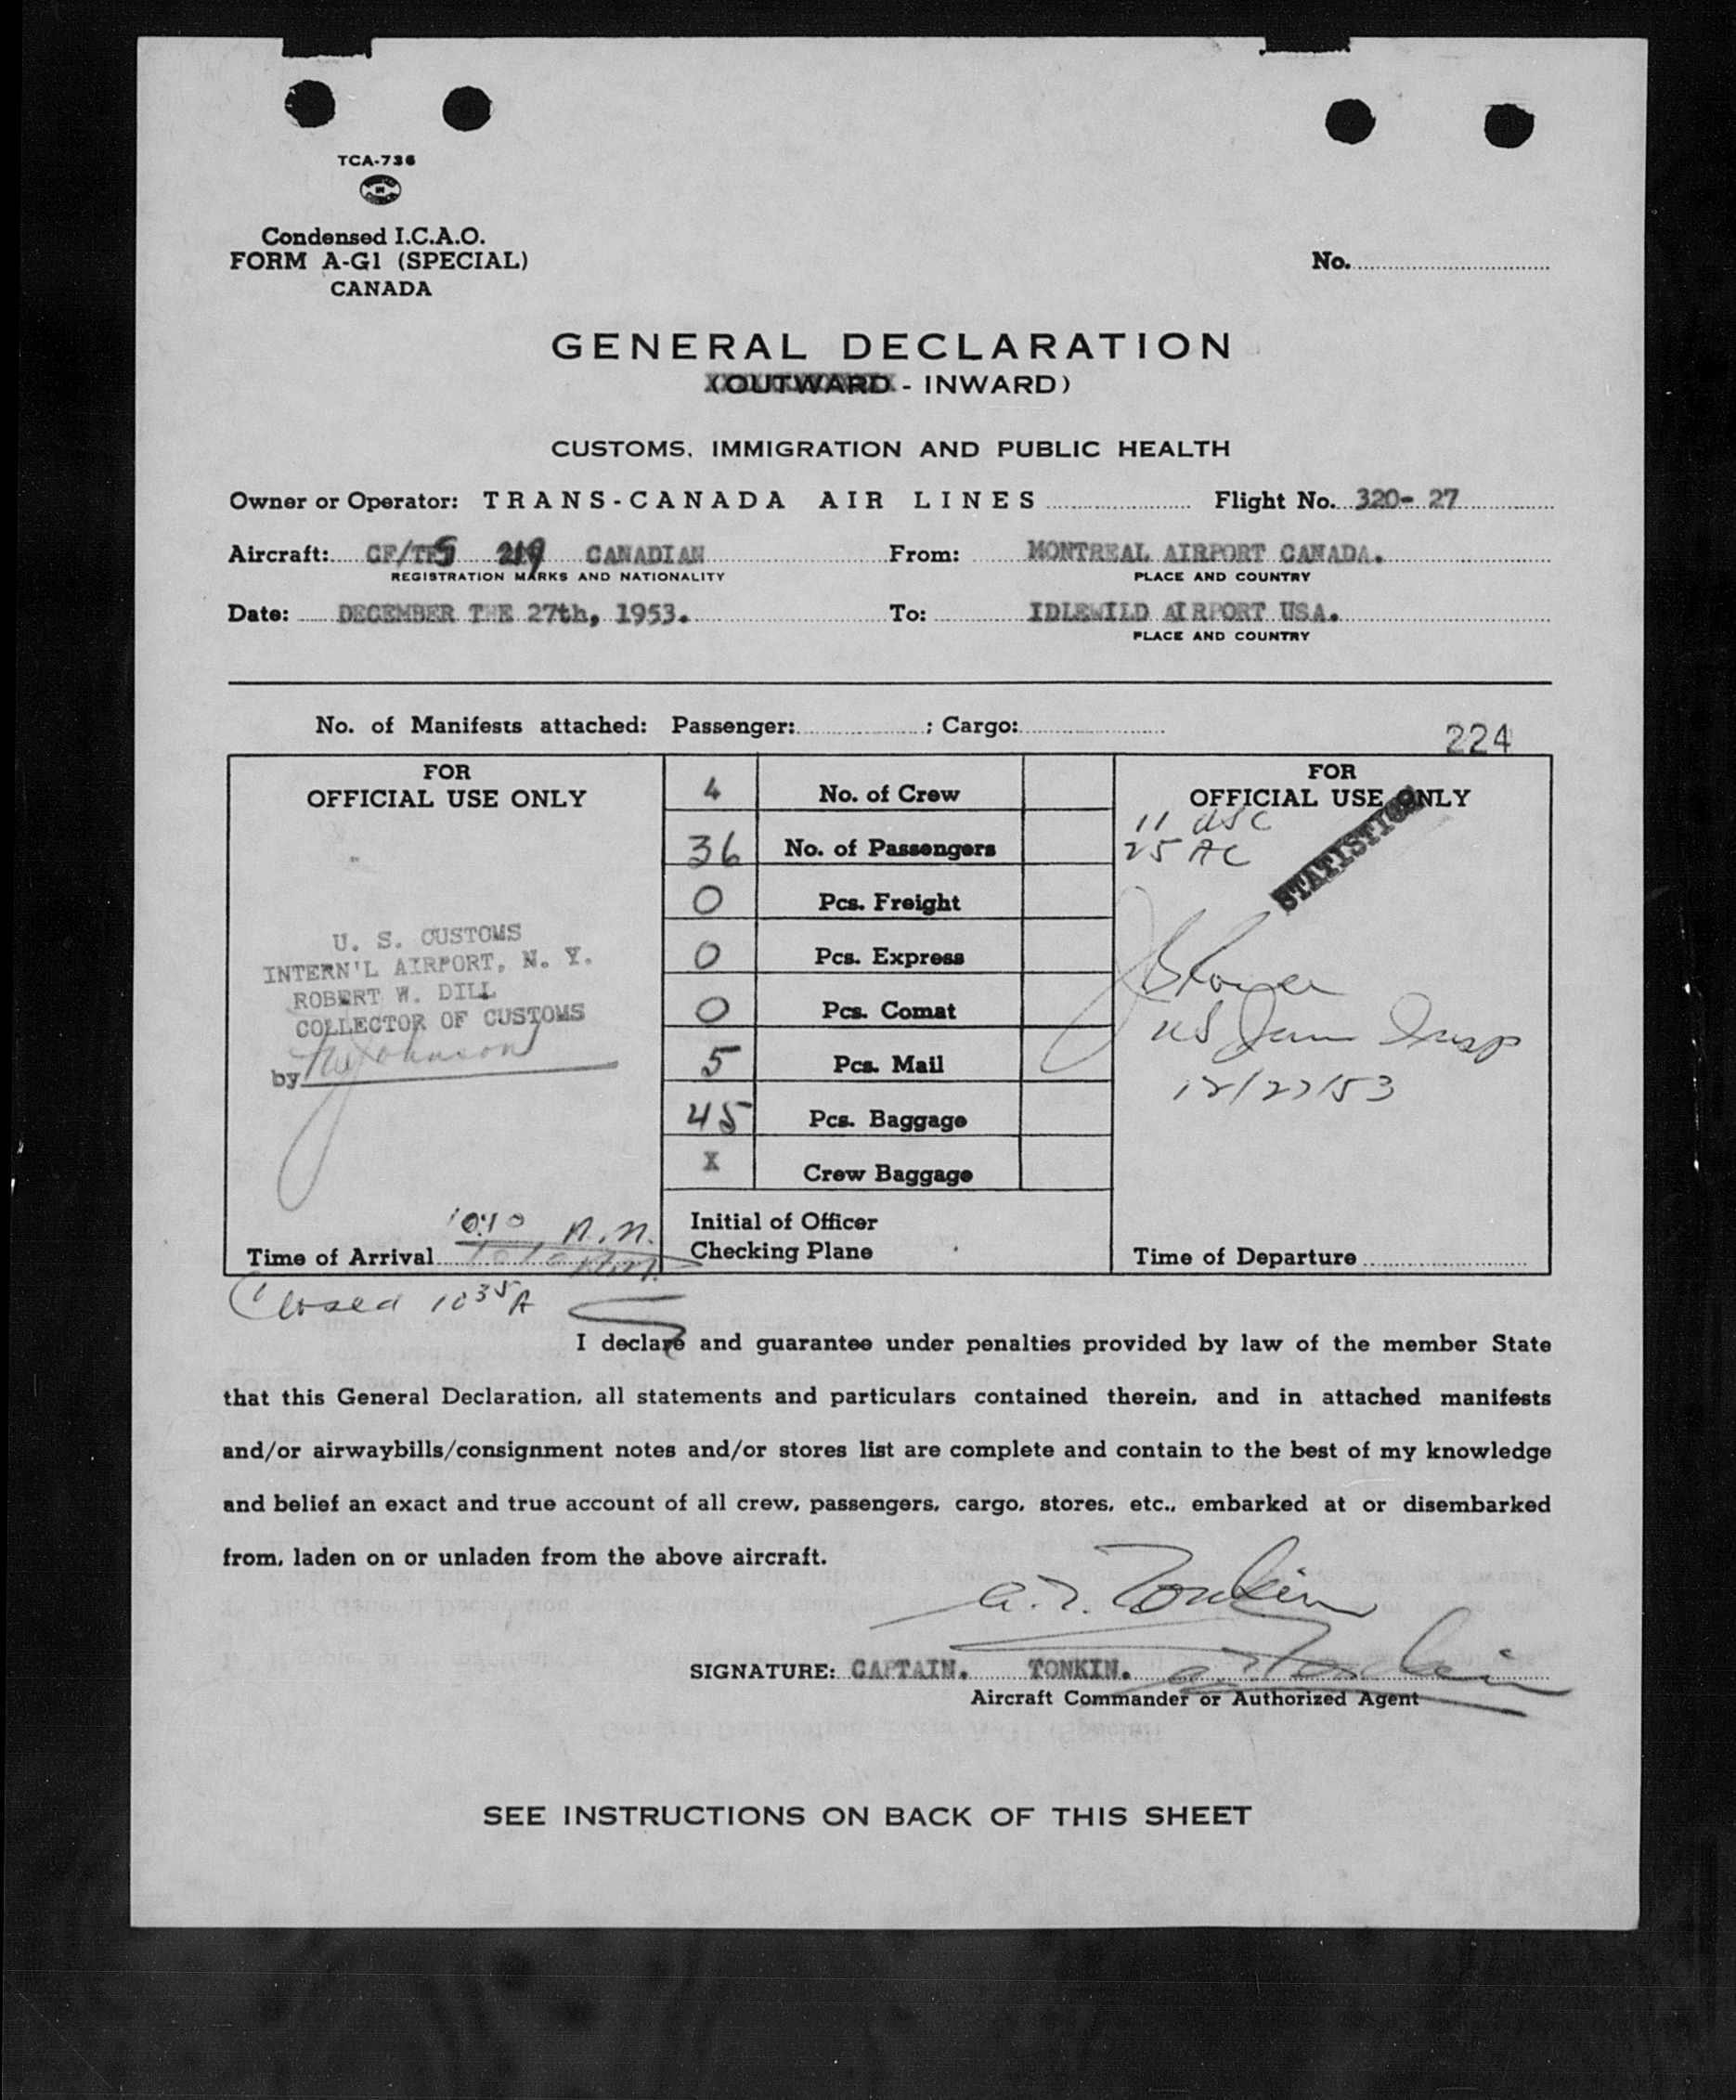 TCA-736
Condensed I.C.A.O.
FORM A-G1 (SPECIAL)
CANADA
No.
GENERAL DECLARATION
(OUTWARD - INWARD)
CUSTOMS, IMMIGRATION AND PUBLIC HEALTH
Owner or Operator: TRANS-CANADA AIR LINES Flight No. 320- 27
Aircraft: CANADIAN From: MONTREAL AIRPORT CANADA.
REGISTRATION MARKS AND NATIONALITY PLACE AND COUNTRY
Date: DECEMBER THE 27th, 1953. To: IDLEWILD AIRPORT USA.
PLACE AND COUNTRY
No. of Manifests attached: Passenger: ; Cargo:
224
FOR
OFFICIAL USE ONLY
U. S. CUSTOMS
INTERN'L AIRPORT, N. Y.
ROBERT W. DILL
COLLECTOR OF CUSTOMS
by Johnson
Time of Arrival 1010 A.M.
1010 A.M.
4 No. of Crew
36 No. of Passengers
0 Pcs. Freight
0 Pcs. Express
0 Pcs. Comat
5 Pcs. Mail
45 Pcs. Baggage
X Crew Baggage
Initial of Officer
Checking Plane
FOR
OFFICIAL USE ONLY
11 USC
25 AC
STATISTICS
US Imm Insp
12/27/53
Time of Departure
Closed 10 35 A
I declare and guarantee under penalties provided by law of the member State
that this General Declaration, all statements and particulars contained therein, and in attached manifests
and/or airwaybills/consignment notes and/or stores list are complete and contain to the best of my knowledge
and belief an exact and true account of all crew, passengers, cargo, stores, etc., embarked at or disembarked
from, laden on or unladen from the above aircraft.
Tonkin
SIGNATURE: CAPTAIN. TONKIN. Tonkin
Aircraft Commander or Authorized Agent
SEE INSTRUCTIONS ON BACK OF THIS SHEET